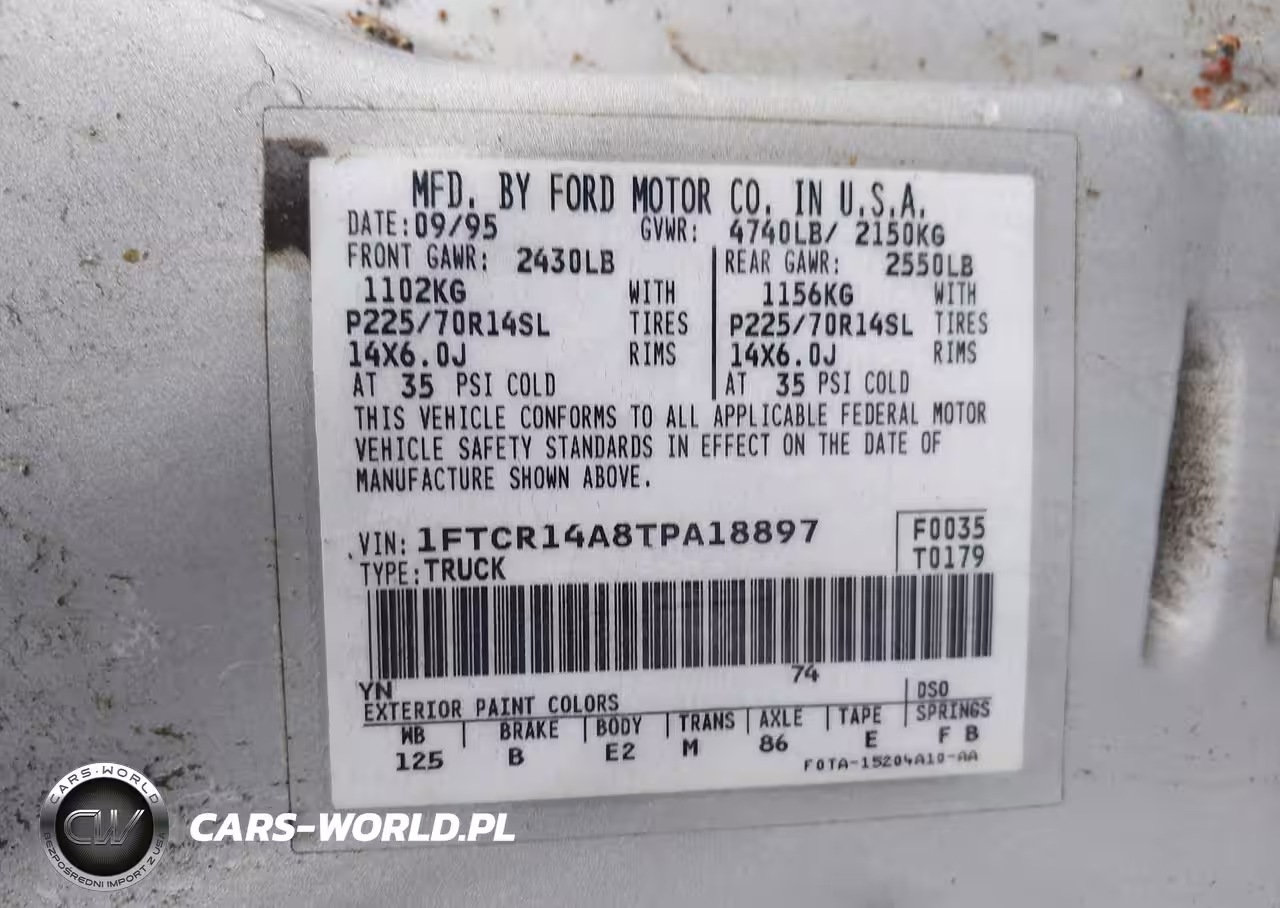 MFD. BY FORD MOTOR CO. IN U.S.A.
DATE: 09/95 GVWR: 4740LB/ 2150KG
FRONT GAWR: 2430LB REAR GAWR: 2550LB
1102KG WITH 1156KG WITH
P225/70R14SL TIRES P225/70R14SL TIRES
14X6.0J RIMS 14X6.0J RIMS
AT 35 PSI COLD AT 35 PSI COLD
THIS VEHICLE CONFORMS TO ALL APPLICABLE FEDERAL MOTOR
VEHICLE SAFETY STANDARDS IN EFFECT ON THE DATE OF
MANUFACTURE SHOWN ABOVE.
VIN: 1FTCR14A8TPA18897 F0035
TYPE: TRUCK T0179
YN 74
EXTERIOR PAINT COLORS DSO
WB BRAKE BODY TRANS AXLE TAPE SPRINGS
125 B E2 M 86 E F B
F0TA-15204A10-AA
CARS-WORLD
CW
BEZPOŚREDNI IMPORT Z USA
CARS-WORLD.PL